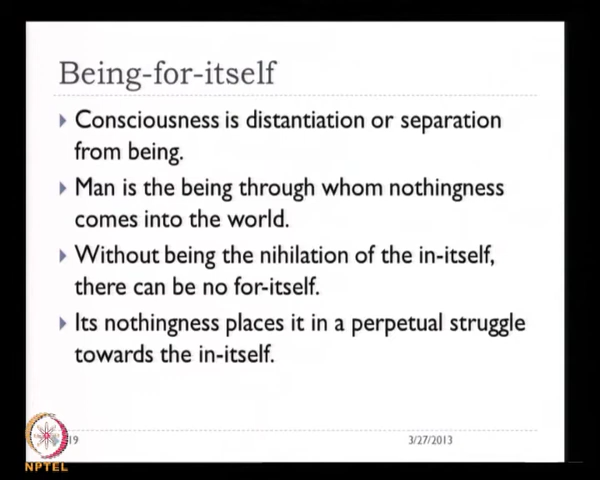 Being-for-itself
Consciousness is distantiation or separation
from being.
Man is the being through whom nothingness
comes into the world.
Without being the nihilation of the in-itself,
there can be no for-itself.
Its nothingness places it in a perpetual struggle
towards the in-itself.
19
3/27/2013
NPTEL